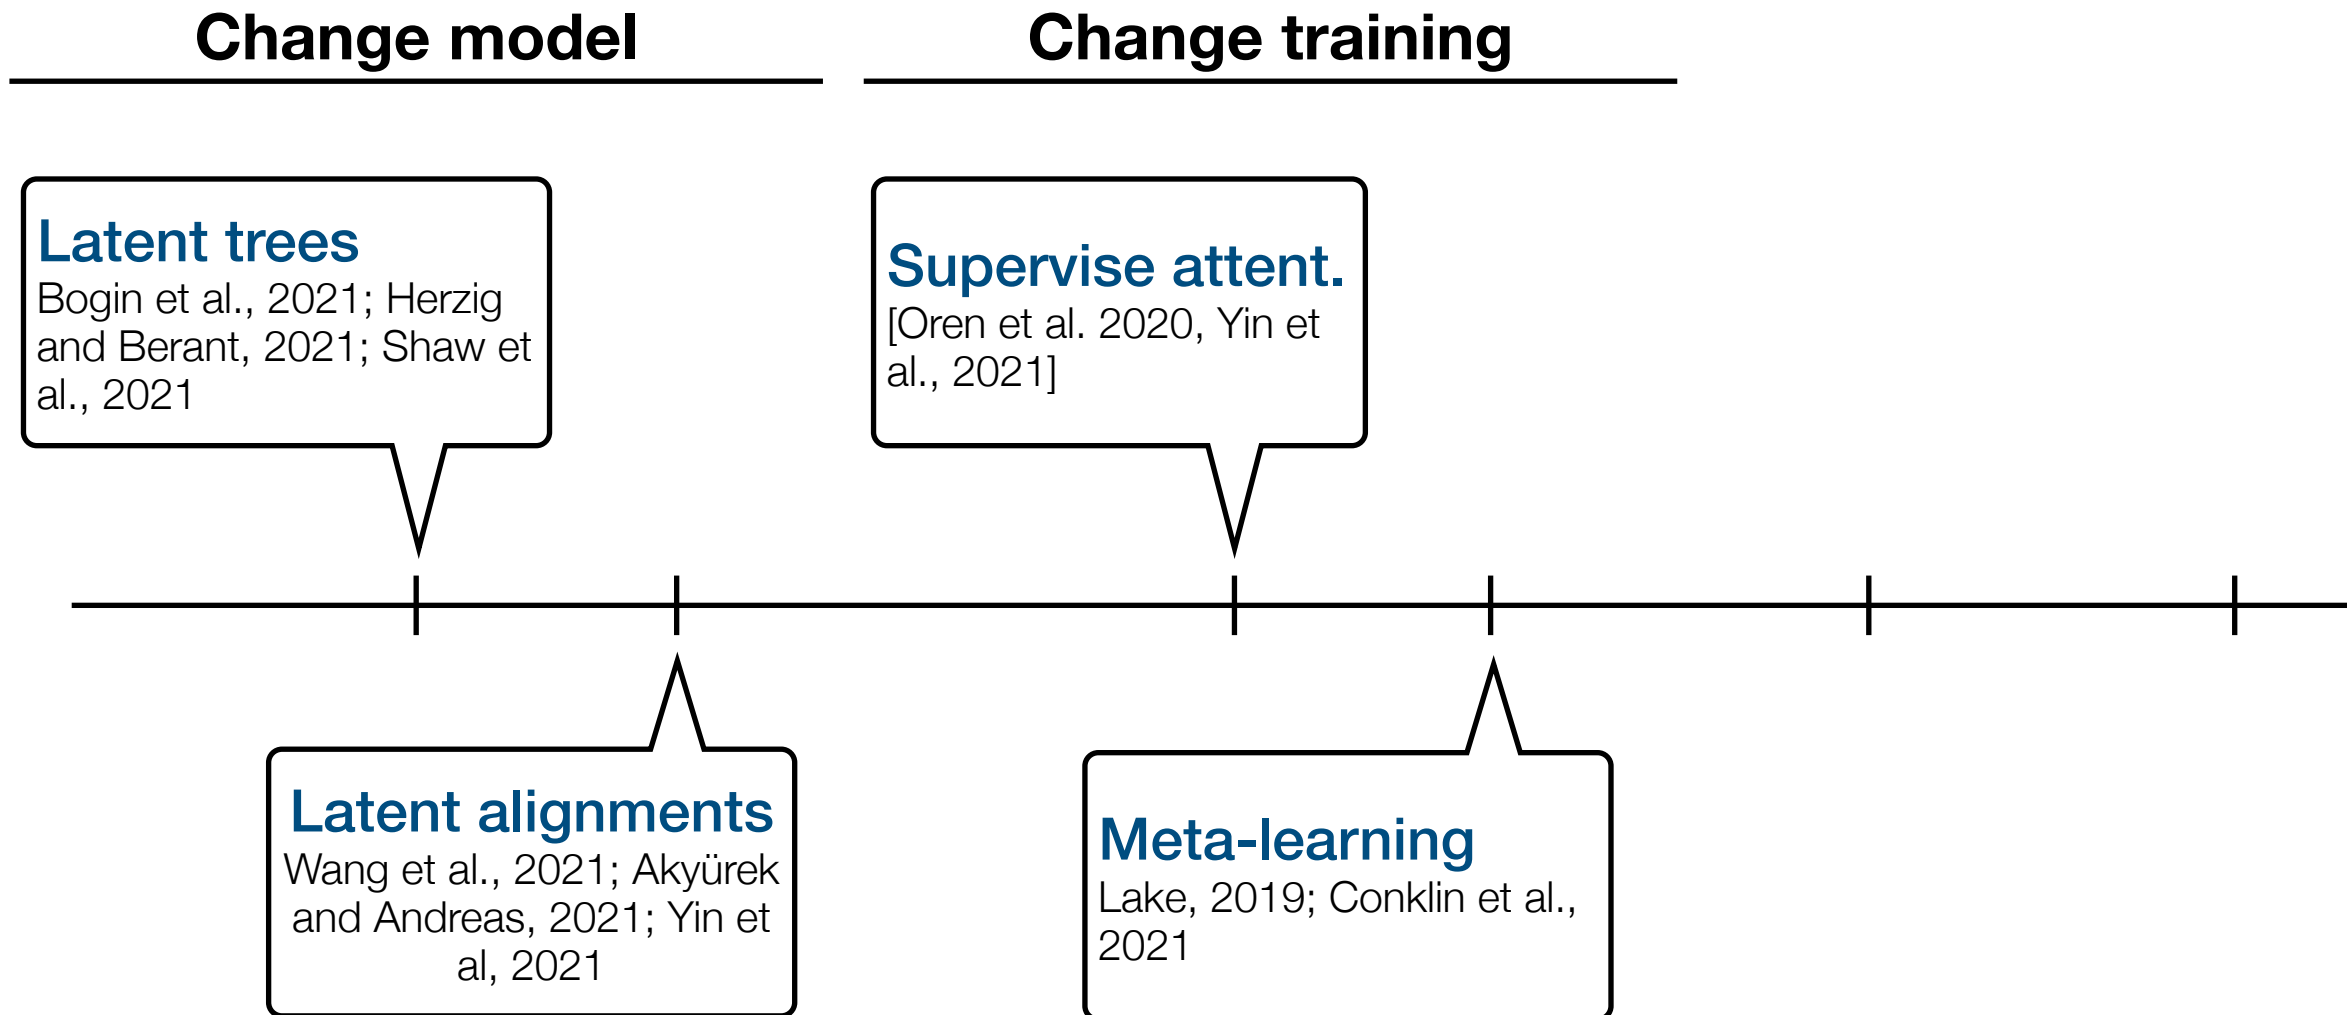 Change model
Change training
Latent trees
Bogin et al., 2021; Herzig
and Berant, 2021; Shaw et
al., 2021
Supervise attent.
[Oren et al. 2020, Yin et
al., 2021]
Latent alignments
Wang et al., 2021; Akyürek
and Andreas, 2021; Yin et
al, 2021
Meta-learning
Lake, 2019; Conklin et al.,
2021